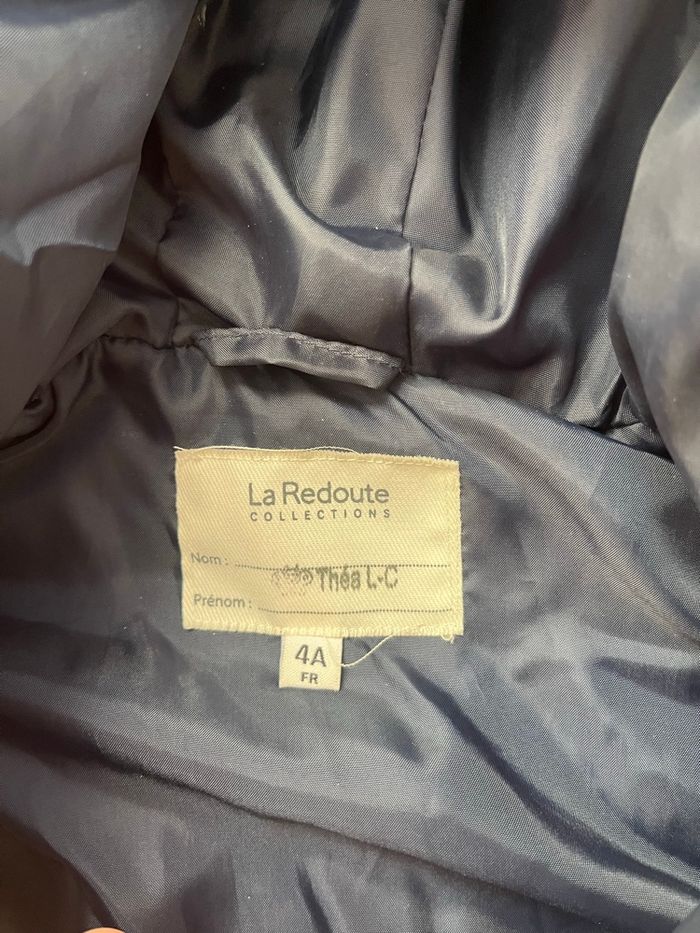 La Redoute
COLLECTIONS
Nom :
Théa L.C
Prénom :
4A
FR